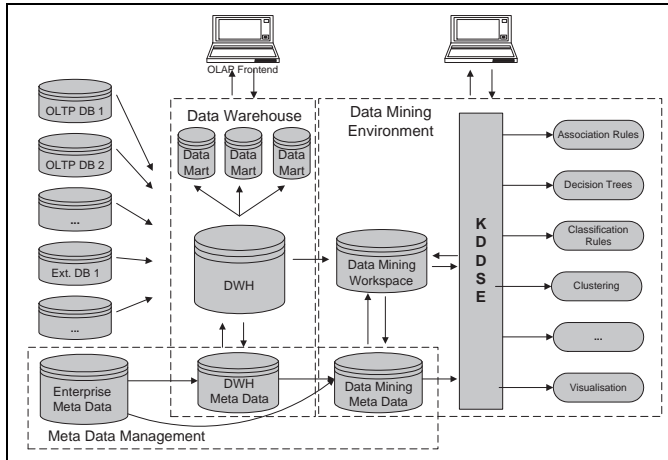 OLAP Frontend
OLTP DB 1
OLTP DB 2
...
Ext. DB 1
...
Data Warehouse
Data
Mart
Data
Mart
Data
Mart
DWH
Data Mining
Environment
Data Mining
Workspace
K
D
D
S
E
Association Rules
Decision Trees
Classification
Rules
Clustering
...
Visualisation
Enterprise
Meta Data
DWH
Meta Data
Data Mining
Meta Data
Meta Data Management